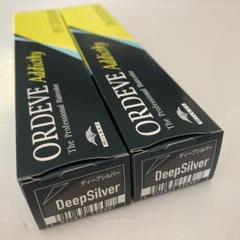 ORDEVE Addicthy
The Professional Haircolor
ディープシルバー
DeepSilver
ORDEVE Addicthy
The Professional Haircolor
ディープシルバー
DeepSilver